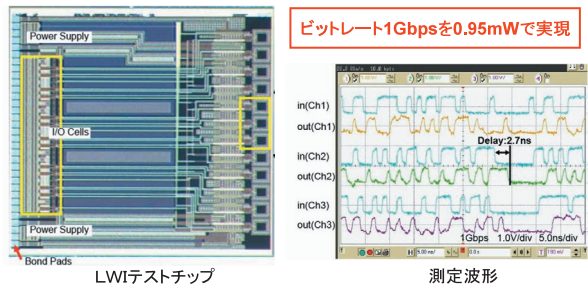 Power Supply
I/O Cells
Power Supply
Bond Pads
LWIテストチップ
ビットレート1Gbpsを0.95mWで実現
in(Ch1)
out(Ch1)
Delay:2.7ns
in(Ch2)
out(Ch2)
in(Ch3)
out(Ch3)
1Gbps 1.0V/div 5.0ns/div
測定波形